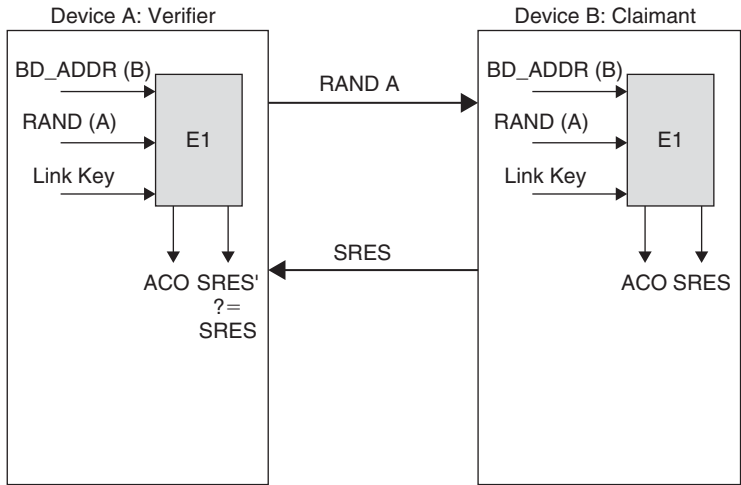 Device A: Verifier
BD_ADDR (B)
RAND (A)
Link Key
E1
ACO SRES'
?=
SRES
RAND A
SRES
Device B: Claimant
BD_ADDR (B)
RAND (A)
Link Key
E1
ACO SRES